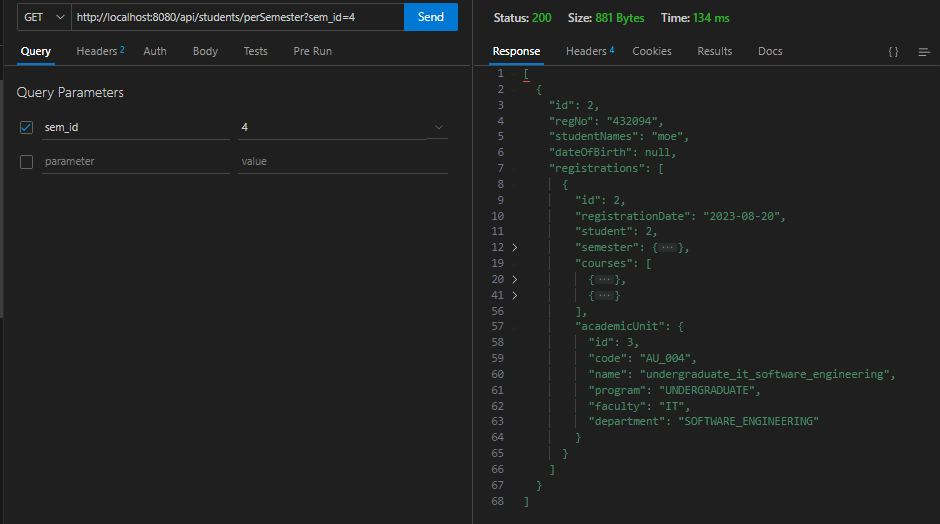 GET http://localhost:8080/api/students/perSemester?sem_id=4 Send
Query Headers 2 Auth Body Tests Pre Run
Query Parameters
sem_id 4
parameter value
Status: 200 Size: 881 Bytes Time: 134 ms
Response Headers 4 Cookies Results Docs { }
1 [
2 {
3 "id": 2,
4 "regNo": "432094",
5 "studentNames": "moe",
6 "dateOfBirth": null,
7 "registrations": [
8 {
9 "id": 2,
10 "registrationDate": "2023-08-20",
11 "student": 2,
12 "semester": {···},
19 "courses": [
20 {···},
41 {···}
56 ],
57 "academicUnit": {
58 "id": 3,
59 "code": "AU_004",
60 "name": "undergraduate_it_software_engineering",
61 "program": "UNDERGRADUATE",
62 "faculty": "IT",
63 "department": "SOFTWARE_ENGINEERING"
64 }
65 }
66 ]
67 }
68 ]